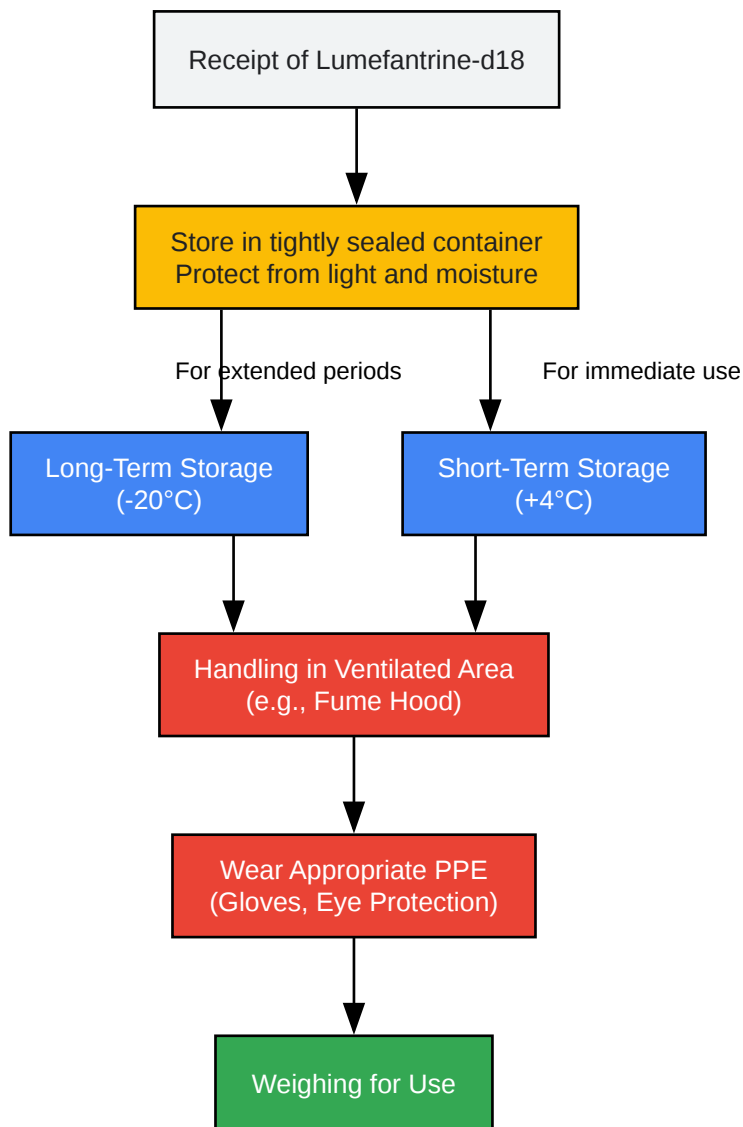 Receipt of Lumefantrine-d18
Store in tightly sealed container
Protect from light and moisture
For extended periods
For immediate use
Long-Term Storage
(-20°C)
Short-Term Storage
(+4°C)
Handling in Ventilated Area
(e.g., Fume Hood)
Wear Appropriate PPE
(Gloves, Eye Protection)
Weighing for Use